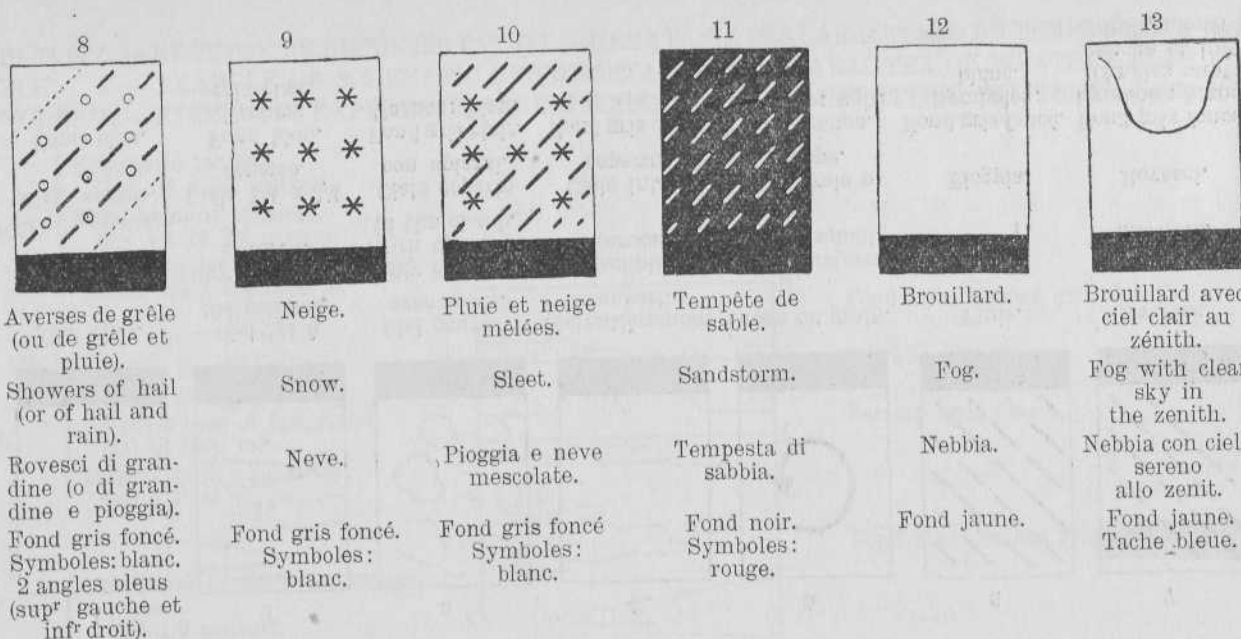 8
9
10
11
12
13
Averses de grêle
(ou de grêle et
pluie).
Neige.
Pluie et neige
mêlées.
Tempête de
sable.
Brouillard.
Brouillard avec
ciel clair au
zénith.
Showers of hail
(or of hail and
rain).
Snow.
Sleet.
Sandstorm.
Fog.
Fog with clear
sky in
the zenith.
Rovesci di gran-
dine (o di gran-
dine e pioggia).
Neve.
Pioggia e neve
mescolate.
Tempesta di
sabbia.
Nebbia.
Nebbia con ciel
sereno
allo zenit.
Fond gris foncé.
Symboles: blanc.
2 angles bleus
(supr gauche et
infr droit).
Fond gris foncé.
Symboles:
blanc.
Fond gris foncé
Symboles:
blanc.
Fond noir.
Symboles:
rouge.
Fond jaune.
Fond jaune.
Tache bleue.